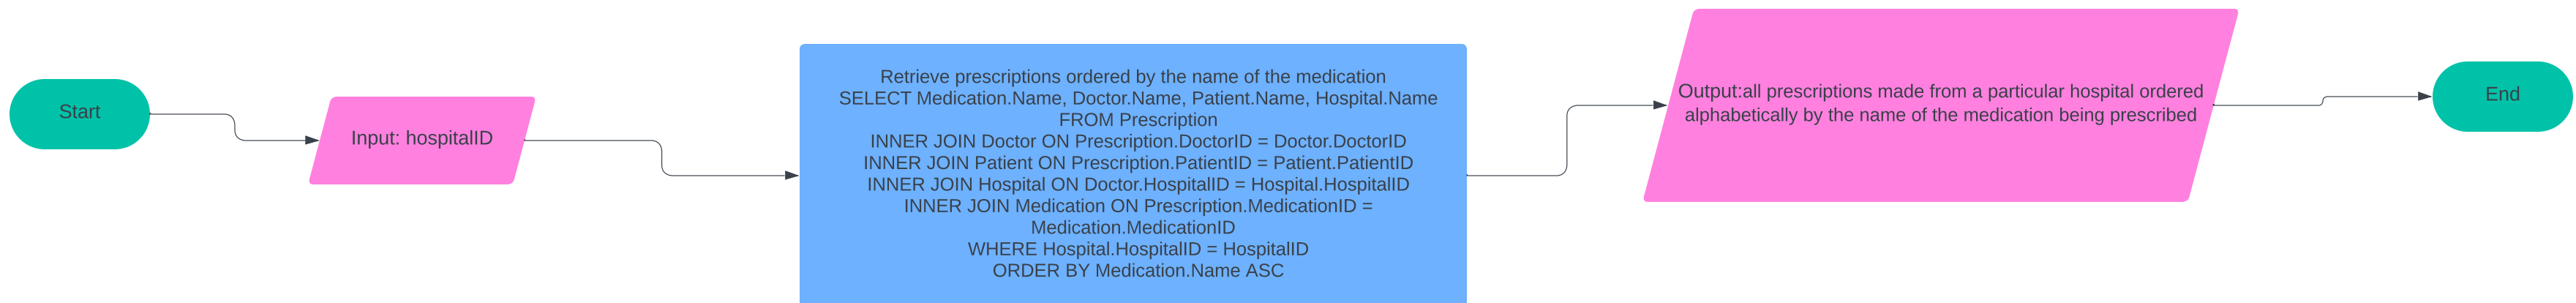 Start
Input: hospitalID
Retrieve prescriptions ordered by the name of the medication
SELECT Medication.Name, Doctor.Name, Patient.Name, Hospital.Name
FROM Prescription
INNER JOIN Doctor ON Prescription.DoctorID = Doctor.DoctorID
INNER JOIN Patient ON Prescription.PatientID = Patient.PatientID
INNER JOIN Hospital ON Doctor.HospitalID = Hospital.HospitalID
INNER JOIN Medication ON Prescription.MedicationID =
Medication.MedicationID
WHERE Hospital.HospitalID = HospitalID
ORDER BY Medication.Name ASC
Output:all prescriptions made from a particular hospital ordered
alphabetically by the name of the medication being prescribed
End